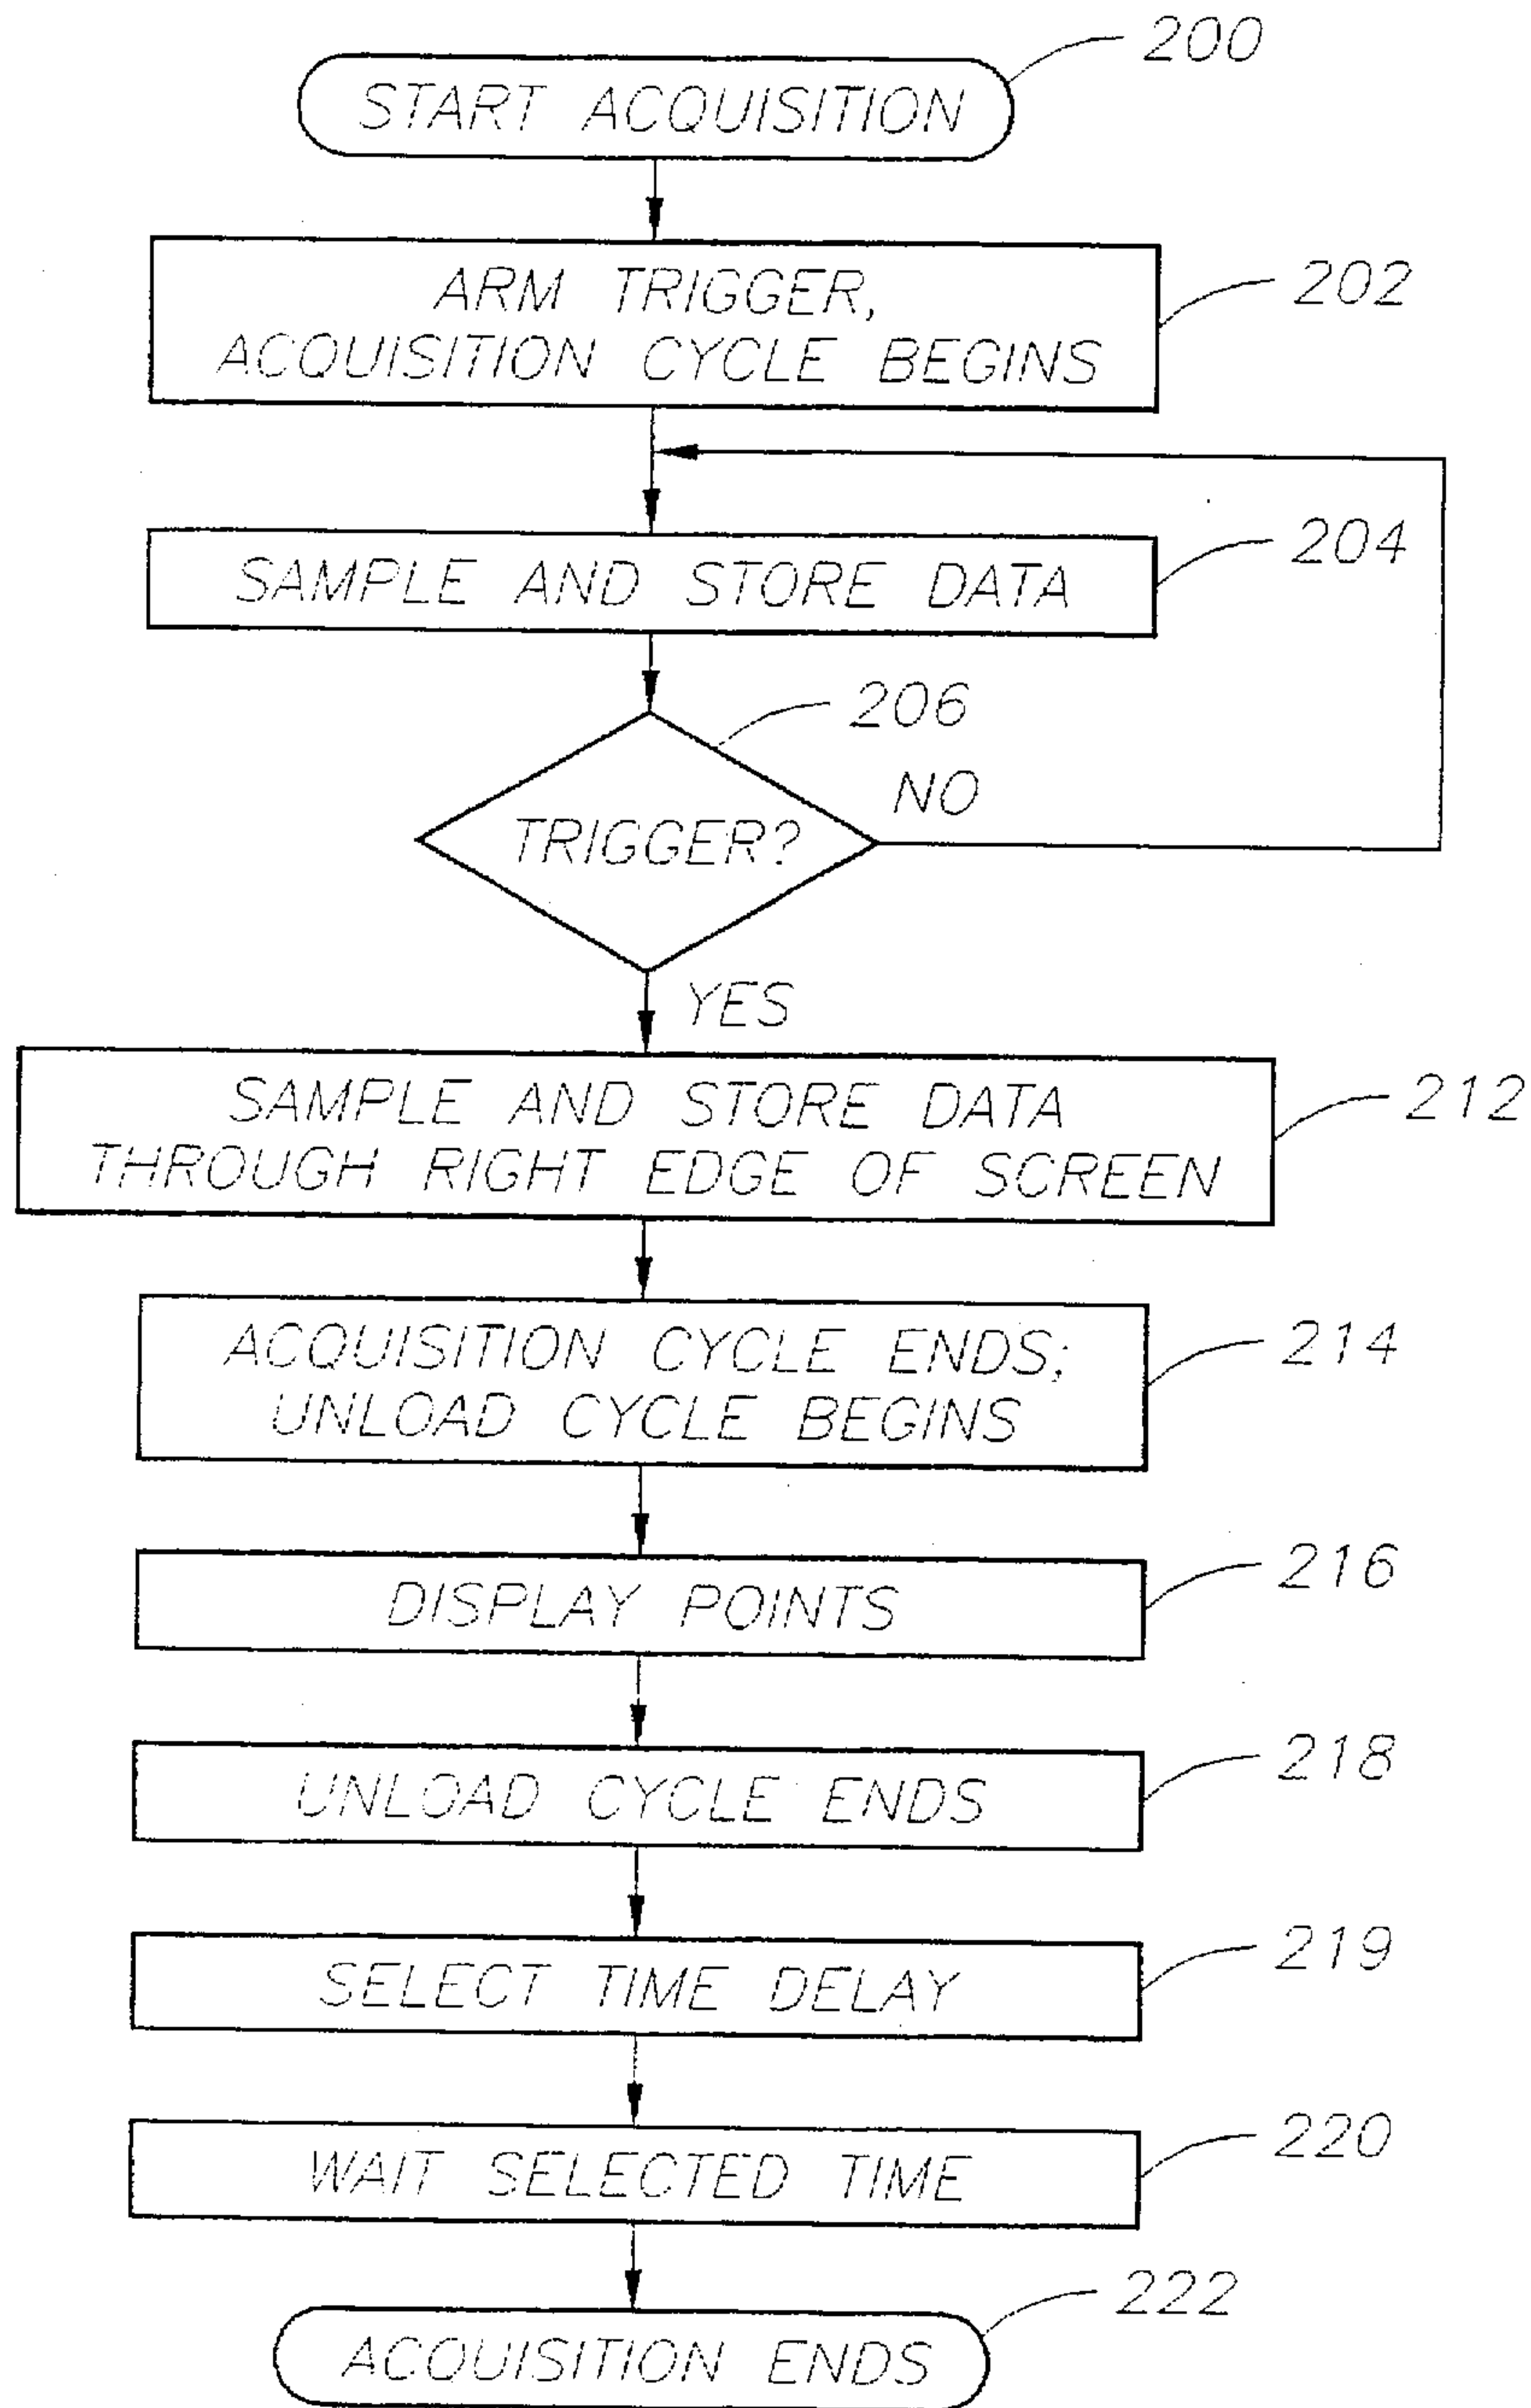 200
START ACQUISITION
ARM TRIGGER,
ACQUISITION CYCLE BEGINS
202
SAMPLE AND STORE DATA
204
206
TRIGGER?
NO
YES
SAMPLE AND STORE DATA
THROUGH RIGHT EDGE OF SCREEN
212
ACQUISITION CYCLE ENDS;
UNLOAD CYCLE BEGINS
214
DISPLAY POINTS
216
UNLOAD CYCLE ENDS
218
SELECT TIME DELAY
219
WAIT SELECTED TIME
220
ACQUISITION ENDS
222